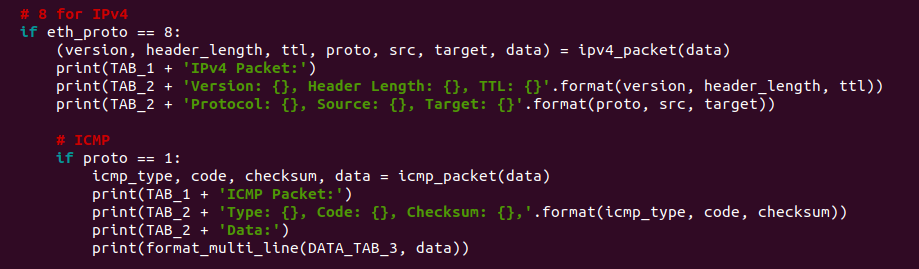 # 8 for IPv4
if eth_proto == 8:
    (version, header_length, ttl, proto, src, target, data) = ipv4_packet(data)
    print(TAB_1 + 'IPv4 Packet:')
    print(TAB_2 + 'Version: {}, Header Length: {}, TTL: {}'.format(version, header_length, ttl))
    print(TAB_2 + 'Protocol: {}, Source: {}, Target: {}'.format(proto, src, target))

    # ICMP
    if proto == 1:
        icmp_type, code, checksum, data = icmp_packet(data)
        print(TAB_1 + 'ICMP Packet:')
        print(TAB_2 + 'Type: {}, Code: {}, Checksum: {},'.format(icmp_type, code, checksum))
        print(TAB_2 + 'Data:')
        print(format_multi_line(DATA_TAB_3, data))